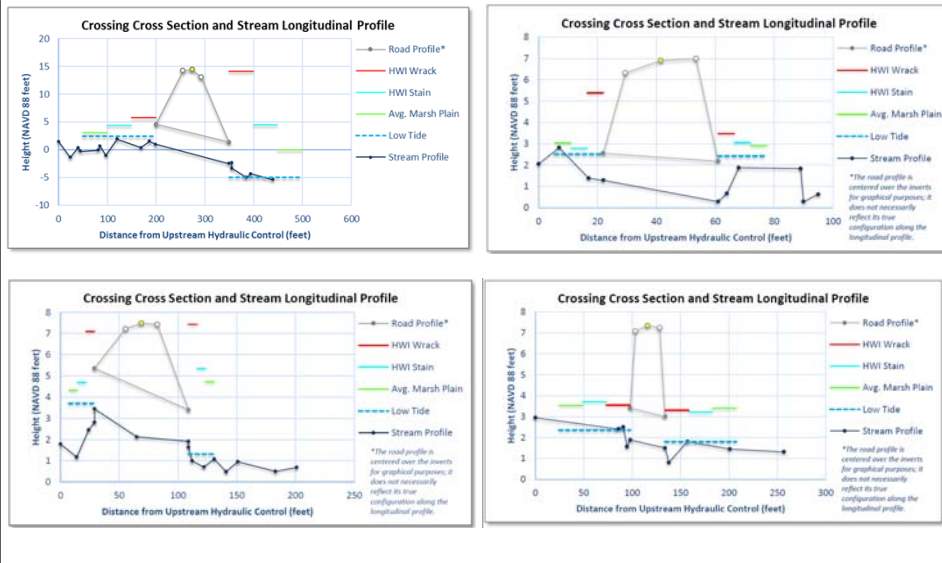 Crossing Cross Section and Stream Longitudinal Profile
Height (NAVD 88 feet)
20
15
10
5
0
-5
-10
0 100 200 300 400 500 600
Distance from Upstream Hydraulic Control (feet)
Road Profile*
HWI Wrack
HWI Stain
Avg. Marsh Plain
Low Tide
Stream Profile
Crossing Cross Section and Stream Longitudinal Profile
Height (NAVD 88 feet)
8
7
6
5
4
3
2
1
0
0 20 40 60 80 100
Distance from Upstream Hydraulic Control (feet)
Road Profile*
HWI Wrack
HWI Stain
Avg. Marsh Plain
Low Tide
Stream Profile
*The road profile is
centered over the inverts
for graphical purposes; it
does not necessarily
reflect its true
configuration along the
longitudinal profile.
Crossing Cross Section and Stream Longitudinal Profile
Height (NAVD 88 feet)
8
7
6
5
4
3
2
1
0
0 50 100 150 200 250
Distance from Upstream Hydraulic Control (feet)
Road Profile*
HWI Wrack
HWI Stain
Avg. Marsh Plain
Low Tide
Stream Profile
*The road profile is
centered over the inverts
for graphical purposes; it
does not necessarily
reflect its true
configuration along the
longitudinal profile.
Crossing Cross Section and Stream Longitudinal Profile
Height (NAVD 88 feet)
8
7
6
5
4
3
2
1
0
0 50 100 150 200 250 300
Distance from Upstream Hydraulic Control (feet)
Road Profile*
HWI Wrack
HWI Stain
Avg. Marsh Plain
Low Tide
Stream Profile
*The road profile is
centered over the inverts
for graphical purposes; it
does not necessarily
reflect its true
configuration along the
longitudinal profile.